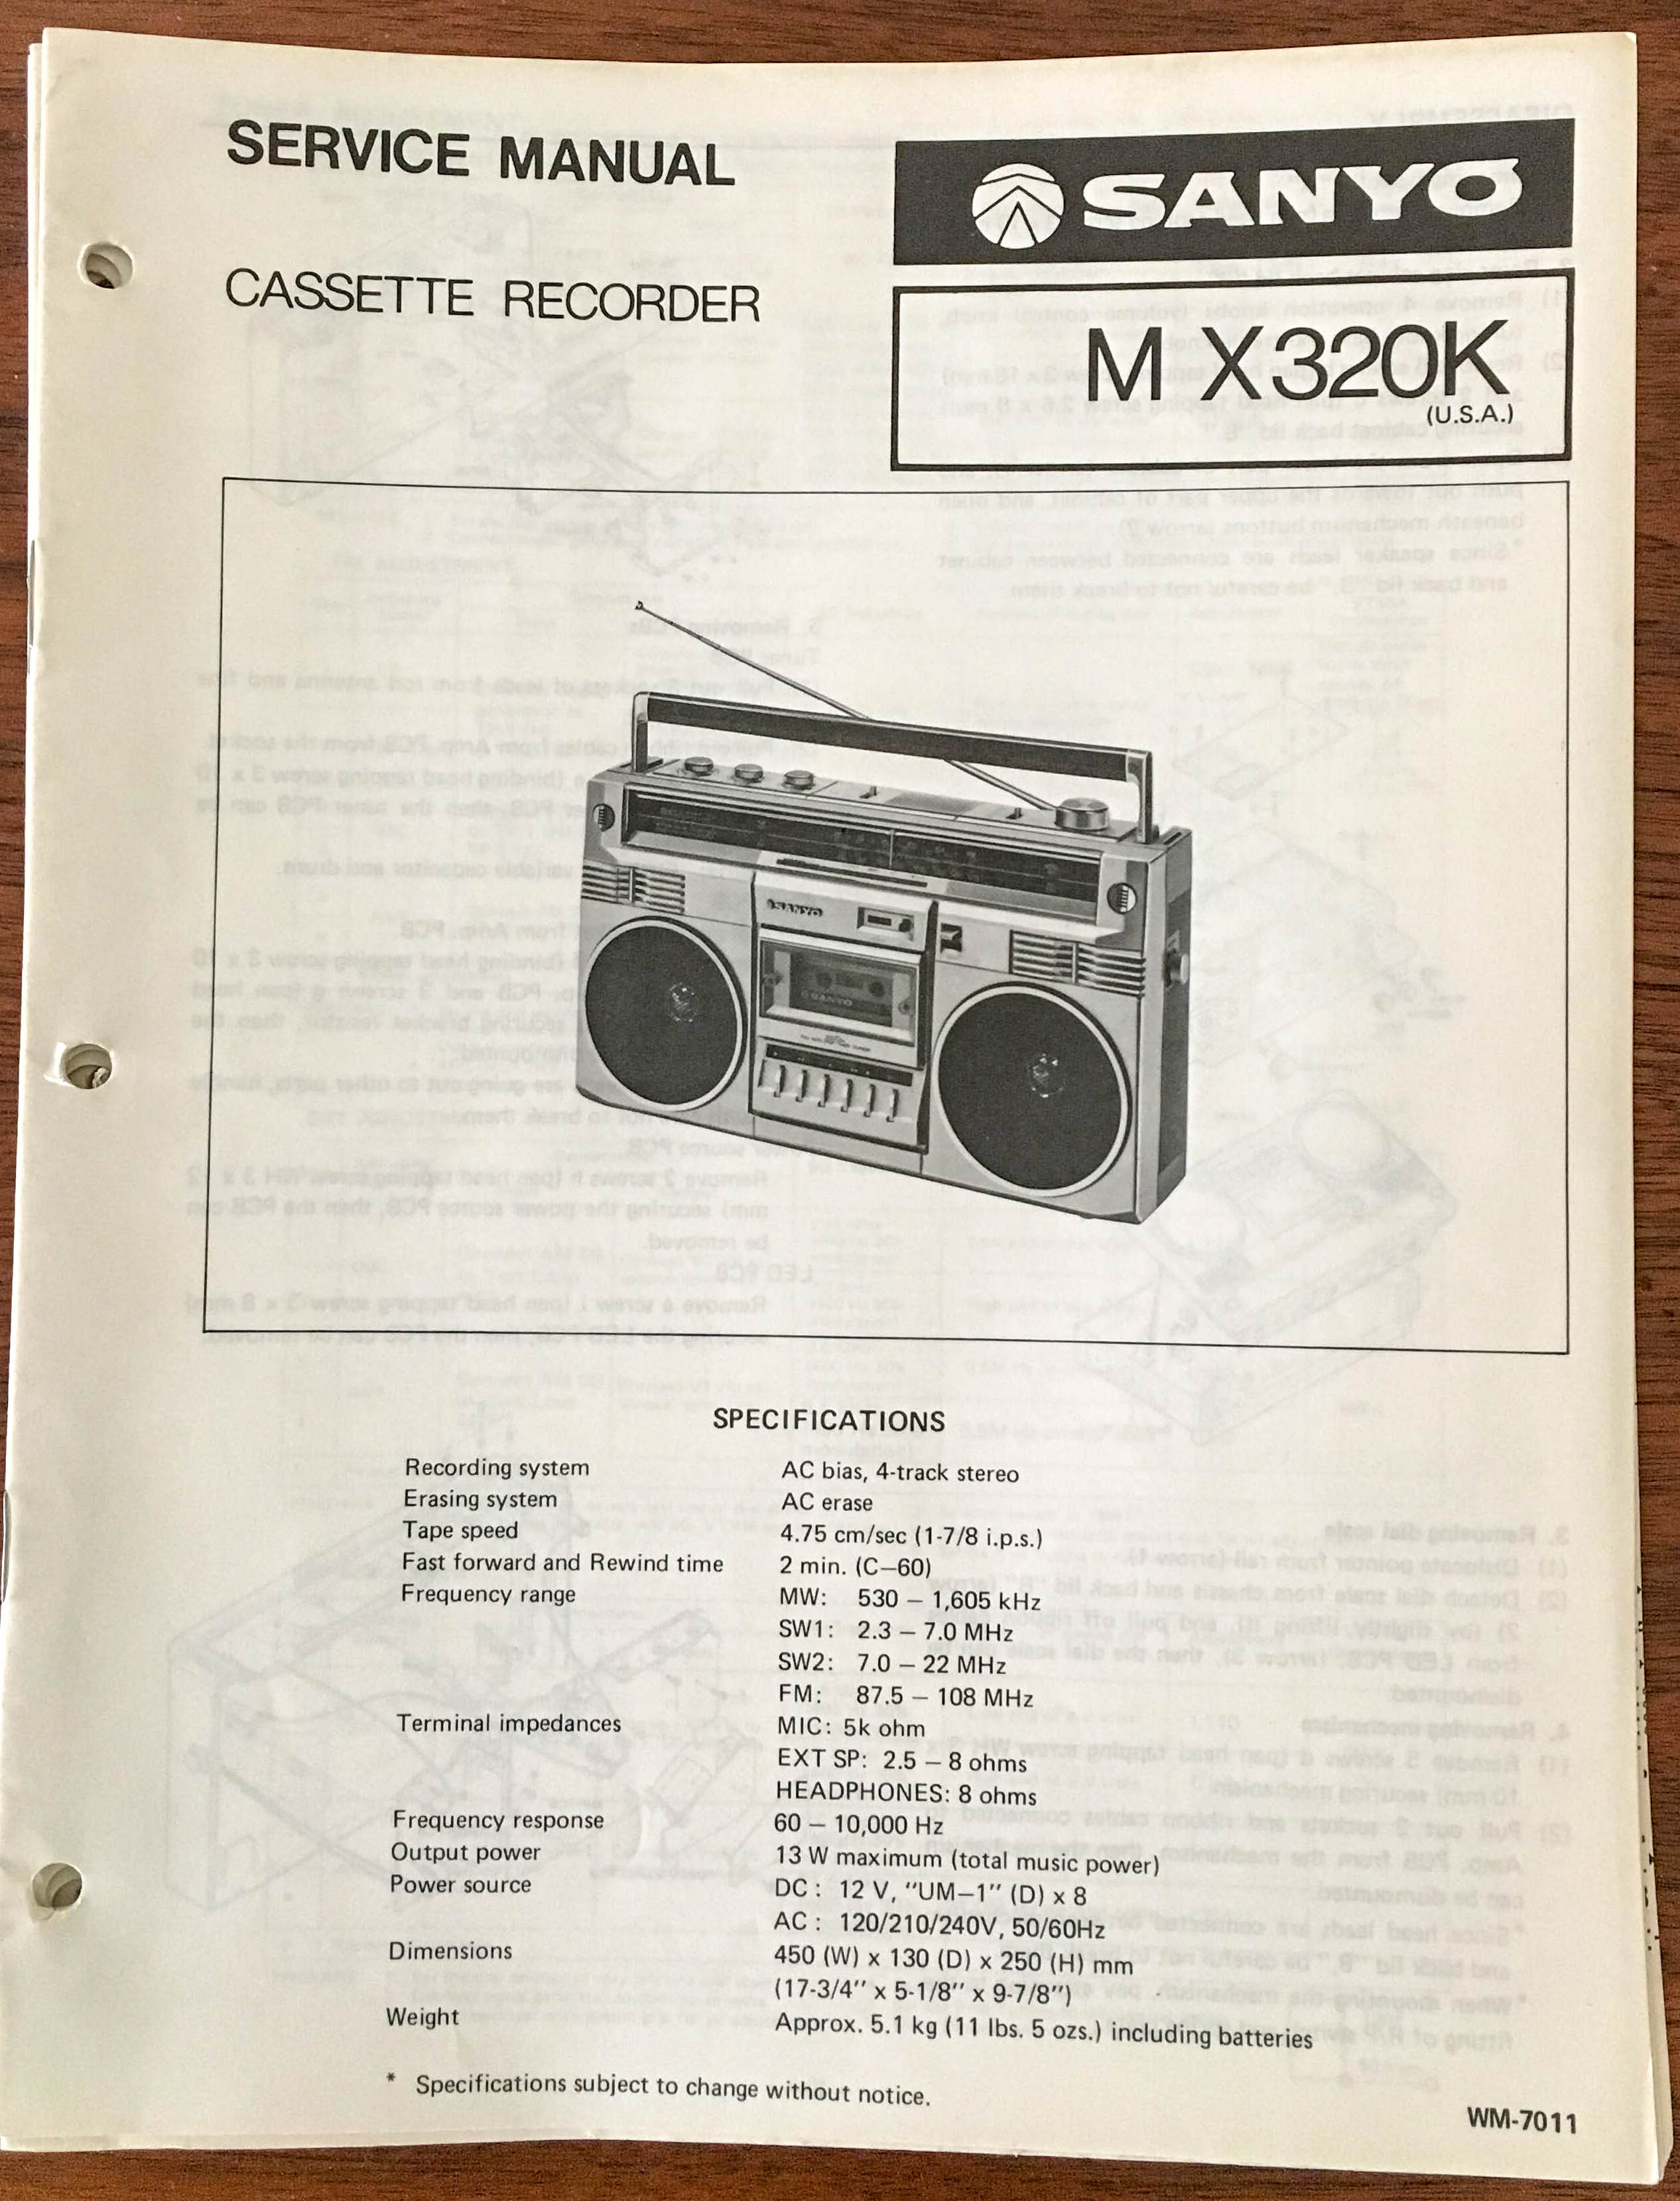 SERVICE MANUAL
SANYO
CASSETTE RECORDER
M X320K
(U.S.A.)
SANYO
SANYO
SPECIFICATIONS
Recording system AC bias, 4-track stereo
Erasing system AC erase
Tape speed 4.75 cm/sec (1-7/8 i.p.s.)
Fast forward and Rewind time 2 min. (C–60)
Frequency range MW: 530 – 1,605 kHz
SW1: 2.3 – 7.0 MHz
SW2: 7.0 – 22 MHz
FM: 87.5 – 108 MHz
Terminal impedances MIC: 5k ohm
EXT SP: 2.5 – 8 ohms
HEADPHONES: 8 ohms
Frequency response 60 – 10,000 Hz
Output power 13 W maximum (total music power)
Power source DC : 12 V, "UM–1" (D) x 8
AC : 120/210/240V, 50/60Hz
Dimensions 450 (W) x 130 (D) x 250 (H) mm
(17-3/4" x 5-1/8" x 9-7/8")
Weight Approx. 5.1 kg (11 lbs. 5 ozs.) including batteries
* Specifications subject to change without notice.
WM-7011